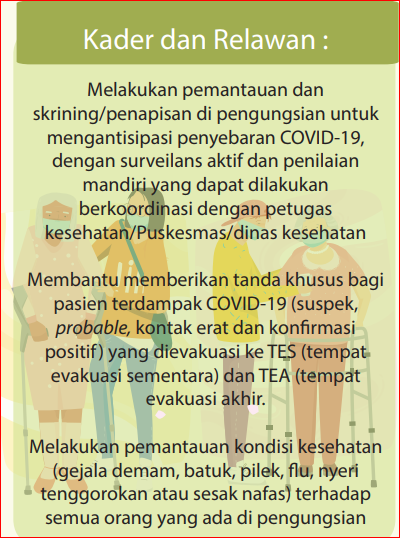 Kader dan Relawan :
Melakukan pemantauan dan
skrining/penapisan di pengungsian untuk
mengantisipasi penyebaran COVID-19,
dengan surveilans aktif dan penilaian
mandiri yang dapat dilakukan
berkoordinasi dengan petugas
kesehatan/Puskesmas/dinas kesehatan
Membantu memberikan tanda khusus bagi
pasien terdampak COVID-19 (suspek,
probable, kontak erat dan konfirmasi
positif) yang dievakuasi ke TES (tempat
evakuasi sementara) dan TEA (tempat
evakuasi akhir.
Melakukan pemantauan kondisi kesehatan
(gejala demam, batuk, pilek, flu, nyeri
tenggorokan atau sesak nafas) terhadap
semua orang yang ada di pengungsian